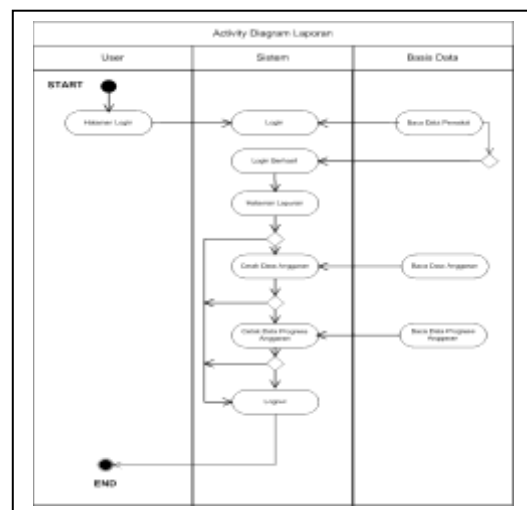 Activity Diagram Laporan
User
Sistem
Basis Data
START
Halaman Login
Login
Baca Data Pemakai
Login Berhasil
Halaman Laporan
Cetak Data Anggaran
Baca Data Anggaran
Cetak Data Progress
Anggaran
Baca Data Progress
Anggaran
Logout
END